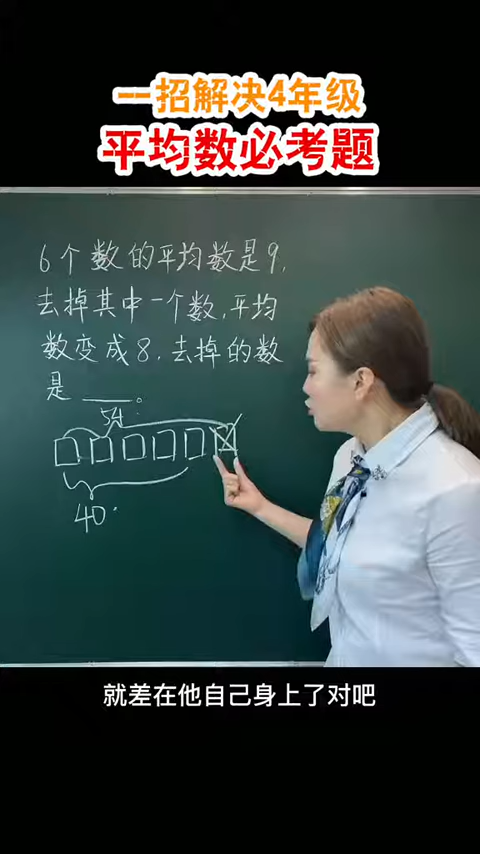 一招解决4年级
平均数必考题
6个数的平均数是9,
去掉其中一个数,平均
数变成8.去掉的数
是____。
54
40
就差在他自己身上了对吧